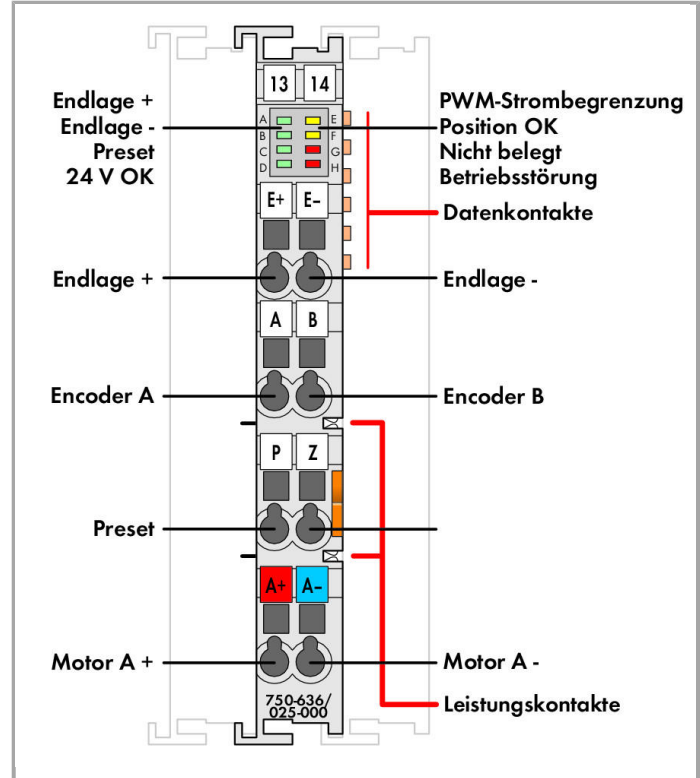 13 14
Endlage +
Endlage -
Preset
24 V OK
A
B
C
D
E
F
G
H
PWM-Strombegrenzung
Position OK
Nicht belegt
Betriebsstörung
Datenkontakte
E+ E-
Endlage +
Endlage -
A B
Encoder A
Encoder B
P Z
Preset
A+ A-
Motor A +
Motor A -
Leistungskontakte
750-636/
025-000